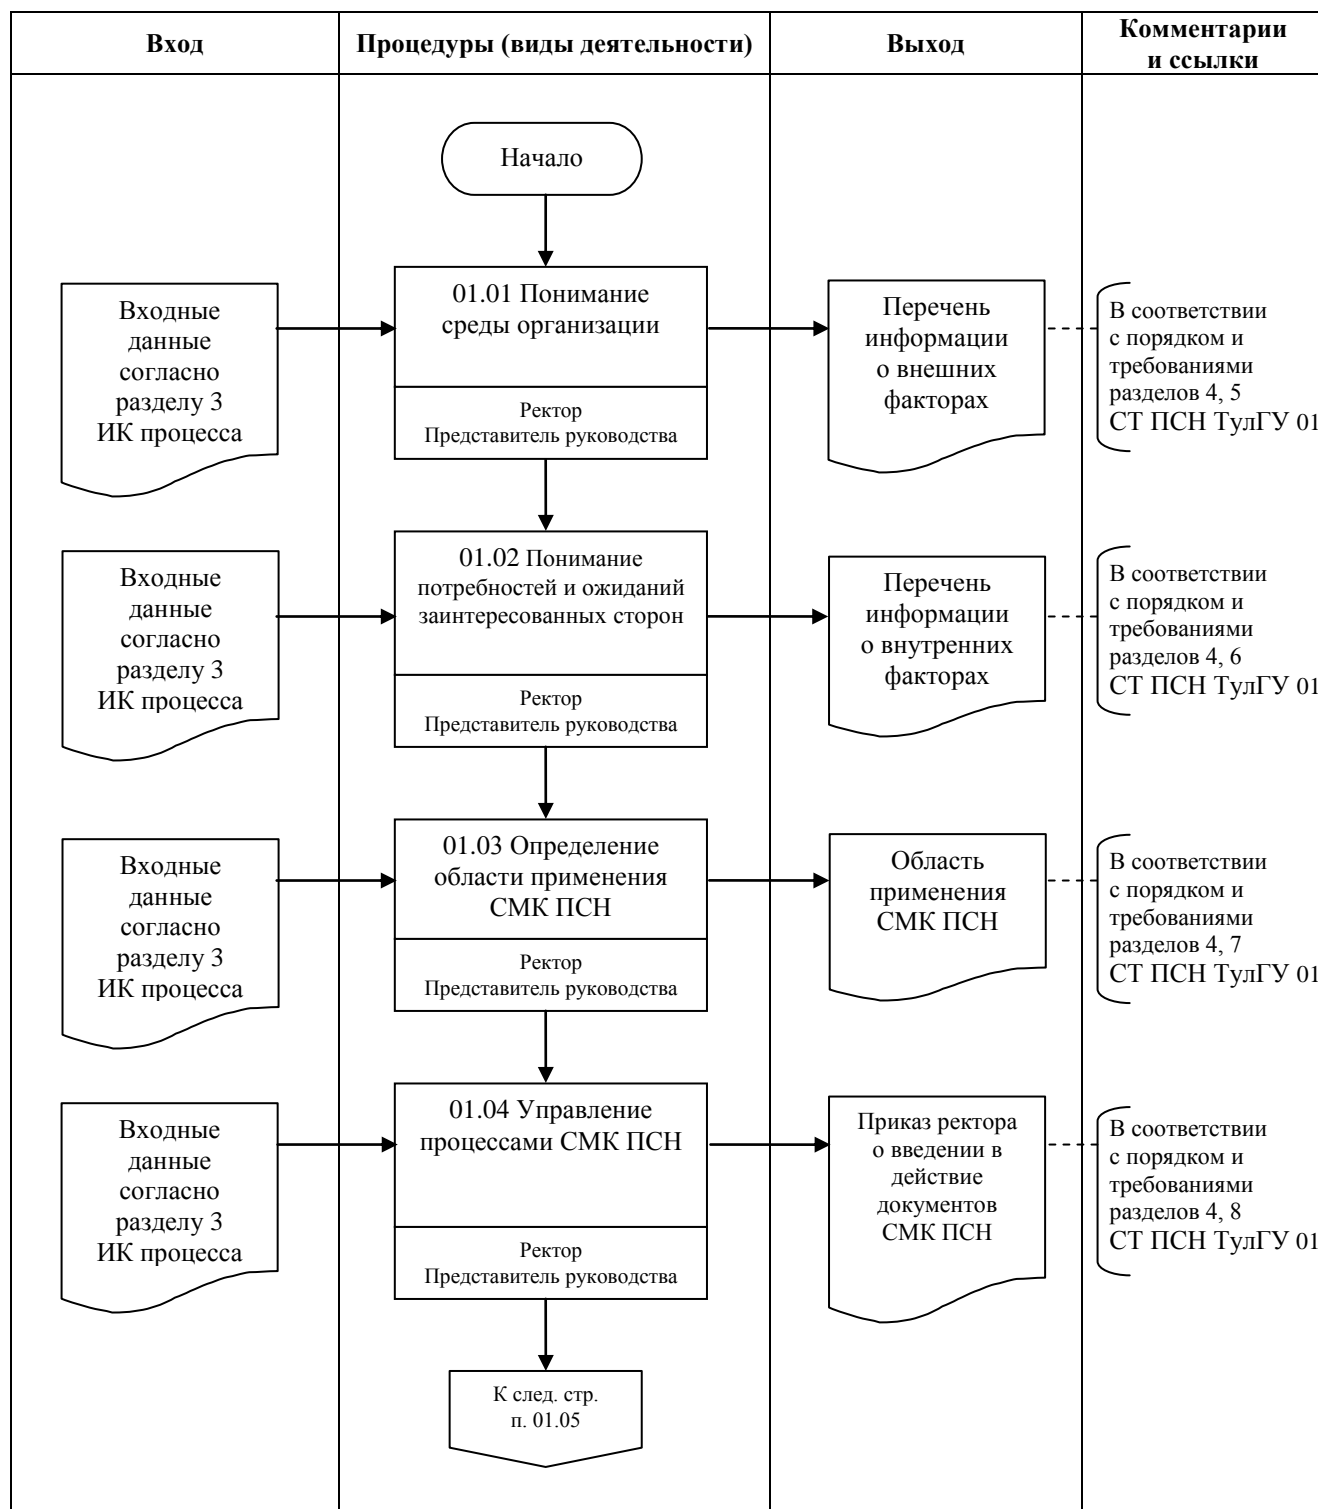 Вход
Процедуры (виды деятельности)
Выход
Комментарии
и ссылки
Начало
Входные
данные
согласно
разделу 3
ИК процесса
01.01 Понимание
среды организации
Ректор
Представитель руководства
Перечень
информации
о внешних
факторах
В соответствии
с порядком и
требованиями
разделов 4, 5
СТ ПСН ТулГУ 01
Входные
данные
согласно
разделу 3
ИК процесса
01.02 Понимание
потребностей и ожиданий
заинтересованных сторон
Ректор
Представитель руководства
Перечень
информации
о внутренних
факторах
В соответствии
с порядком и
требованиями
разделов 4, 6
СТ ПСН ТулГУ 01
Входные
данные
согласно
разделу 3
ИК процесса
01.03 Определение
области применения
СМК ПСН
Ректор
Представитель руководства
Область
применения
СМК ПСН
В соответствии
с порядком и
требованиями
разделов 4, 7
СТ ПСН ТулГУ 01
Входные
данные
согласно
разделу 3
ИК процесса
01.04 Управление
процессами СМК ПСН
Ректор
Представитель руководства
Приказ ректора
о введении в
действие
документов
СМК ПСН
В соответствии
с порядком и
требованиями
разделов 4, 8
СТ ПСН ТулГУ 01
К след. стр.
п. 01.05